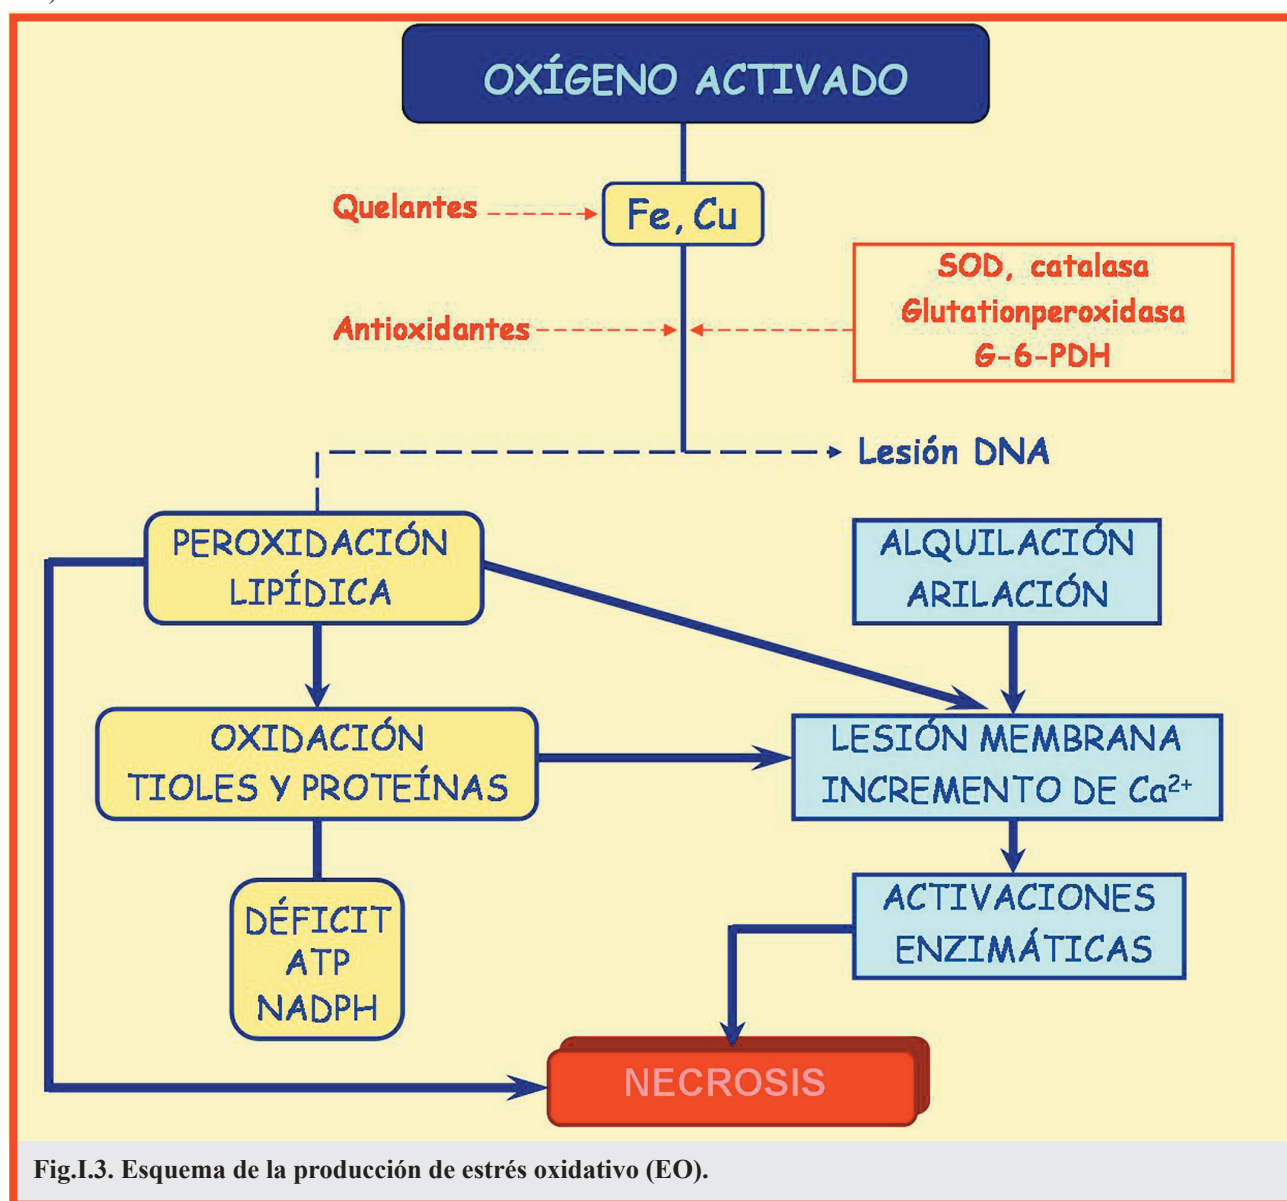 OXÍGENO ACTIVADO
Quelantes
Fe, Cu
Antioxidantes
SOD, catalasa
Glutationperoxidasa
G-6-PDH
Lesión DNA
PEROXIDACIÓN
LIPÍDICA
ALQUILACIÓN
ARILACIÓN
OXIDACIÓN
TIOLES Y PROTEÍNAS
LESIÓN MEMBRANA
INCREMENTO DE Ca²⁺
DÉFICIT
ATP
NADPH
ACTIVACIONES
ENZIMÁTICAS
NECROSIS
Fig.I.3. Esquema de la producción de estrés oxidativo (EO).